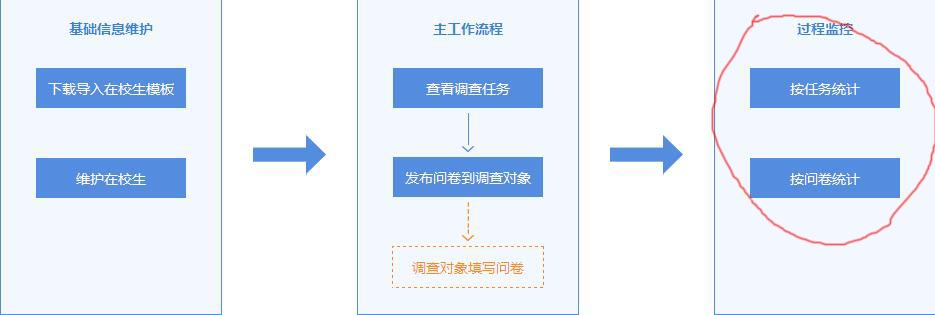 基础信息维护
下载导入在校生模板
维护在校生
主工作流程
查看调查任务
发布问卷到调查对象
调查对象填写问卷
过程监控
按任务统计
按问卷统计